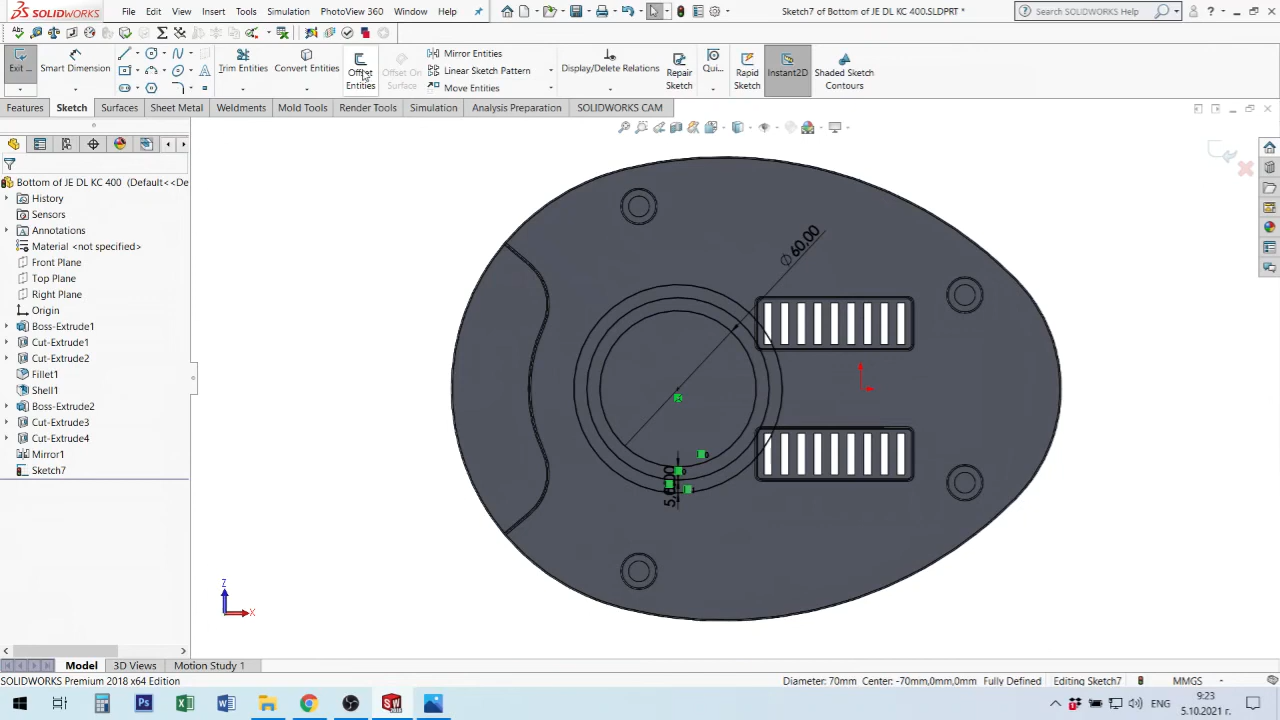 SOLIDWORKS File Edit View Insert Tools Simulation PhotoView 360 Window Help Sketch7 of Bottom of JE DL KC 400.SLDPRT * Search SOLIDWORKS Help
Exit ... Smart Dimension Trim Entities Convert Entities Offset Entities Offset On Surface Mirror Entities Linear Sketch Pattern Move Entities Display/Delete Relations Repair Sketch Qui... Rapid Sketch Instant2D Shaded Sketch Contours
Features Sketch Surfaces Sheet Metal Weldments Mold Tools Render Tools Simulation Analysis Preparation SOLIDWORKS CAM
Bottom of JE DL KC 400 (Default<<De
History
Sensors
Annotations
Material <not specified>
Front Plane
Top Plane
Right Plane
Origin
Boss-Extrude1
Cut-Extrude1
Cut-Extrude2
Fillet1
Shell1
Boss-Extrude2
Cut-Extrude3
Cut-Extrude4
Mirror1
Sketch7
∅ 60,00
Z
X
Model 3D Views Motion Study 1
SOLIDWORKS Premium 2018 x64 Edition Diameter: 70mm Center: -70mm,0mm,0mm Fully Defined Editing Sketch7 MMGS
ENG 9:23
5.10.2021 г.